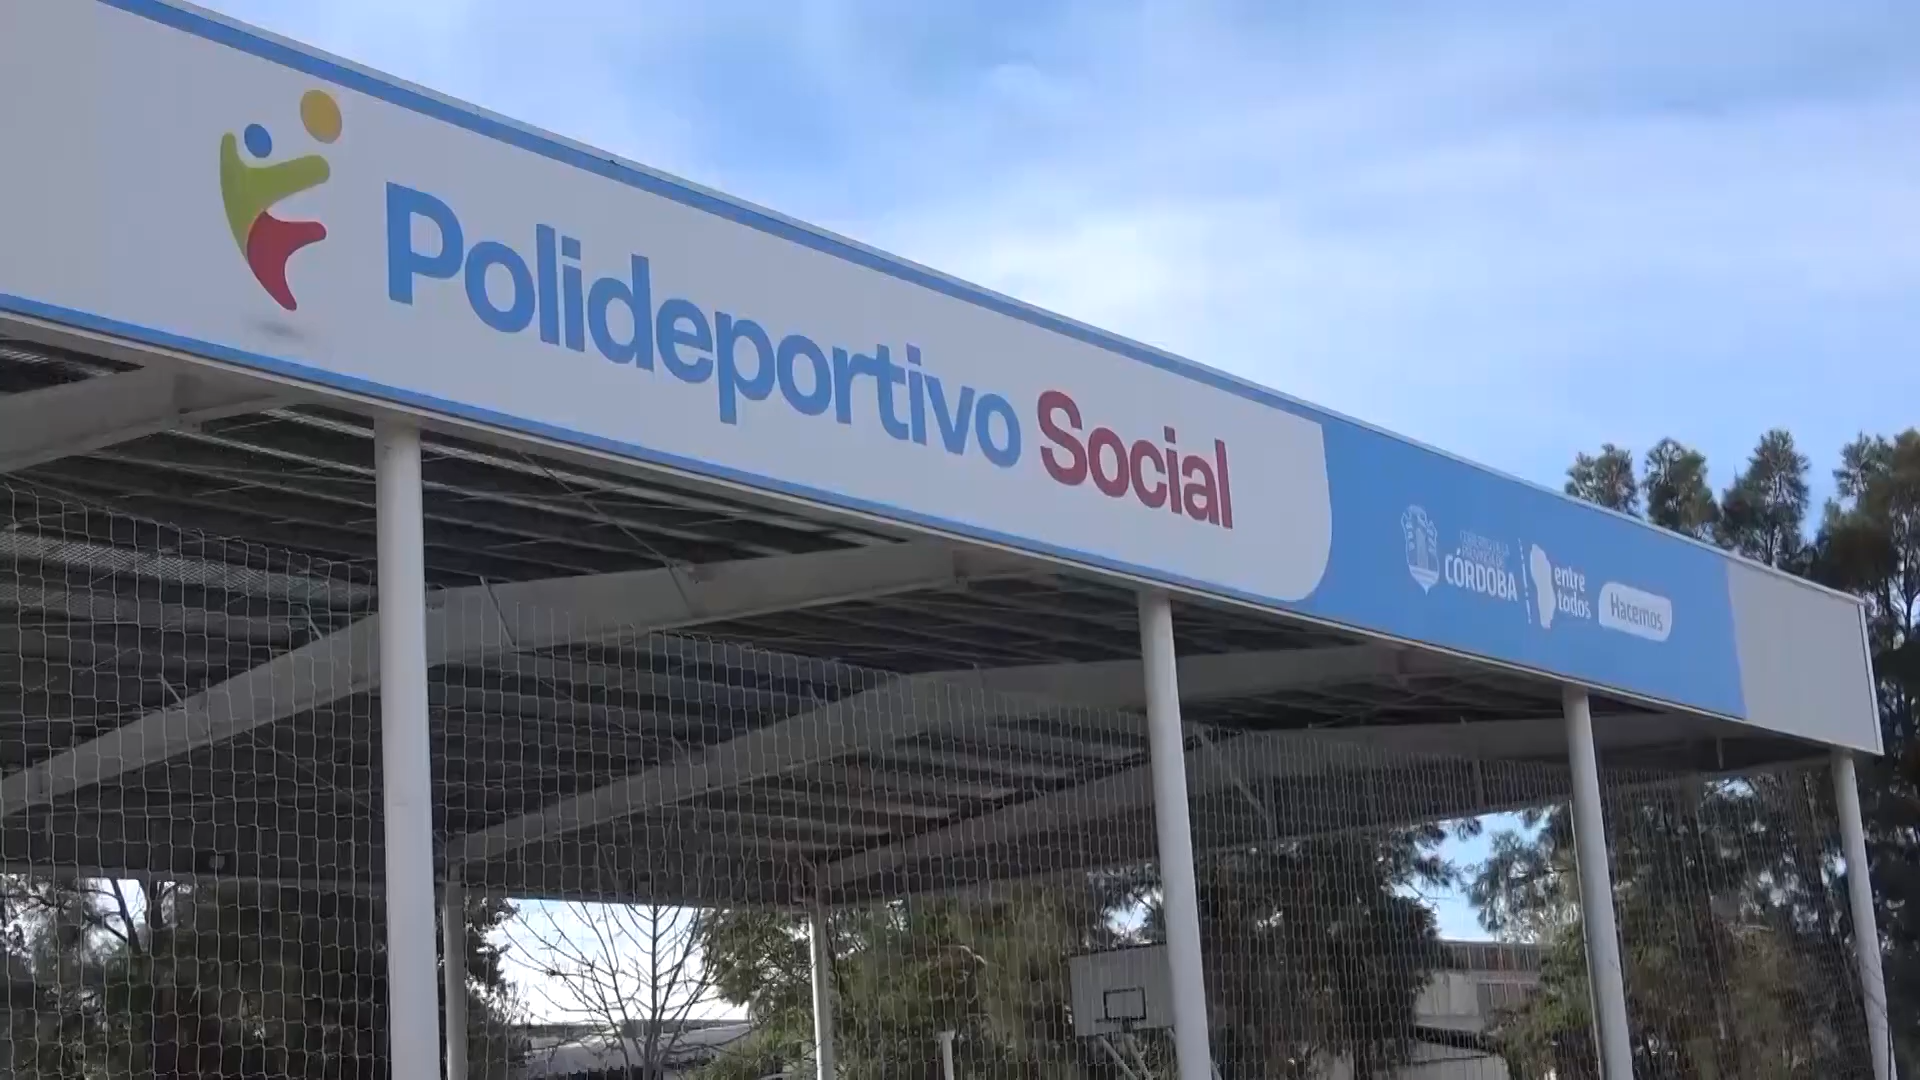 Polideportivo Social
CÓRDOBA
entre
todos
Hacemos